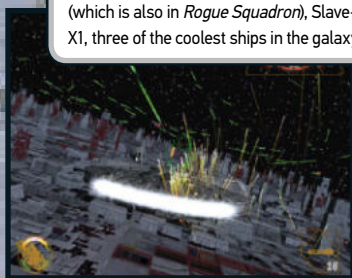 (which is also in Rogue Squadron), Slave-
X1, three of the coolest ships in the galaxy